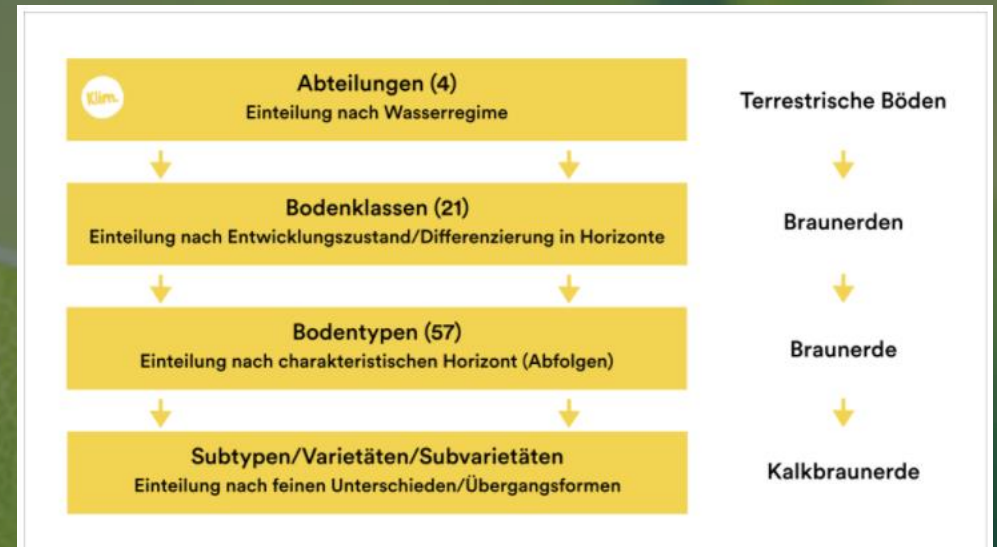 Klim.
Abteilungen (4)
Einteilung nach Wasserregime
Terrestrische Böden
Bodenklassen (21)
Einteilung nach Entwicklungszustand/Differenzierung in Horizonte
Braunerden
Bodentypen (57)
Einteilung nach charakteristischen Horizont (Abfolgen)
Braunerde
Subtypen/Varietäten/Subvarietäten
Einteilung nach feinen Unterschieden/Übergangsformen
Kalkbraunerde